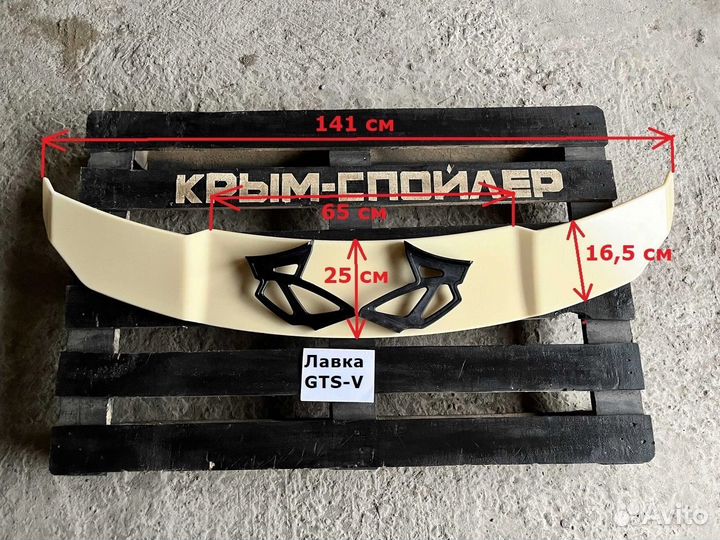 141 см
КРЫМ-СПОЙЛЕР
65 см
16,5 см
25 см
Лавка
GTS-V
Avito